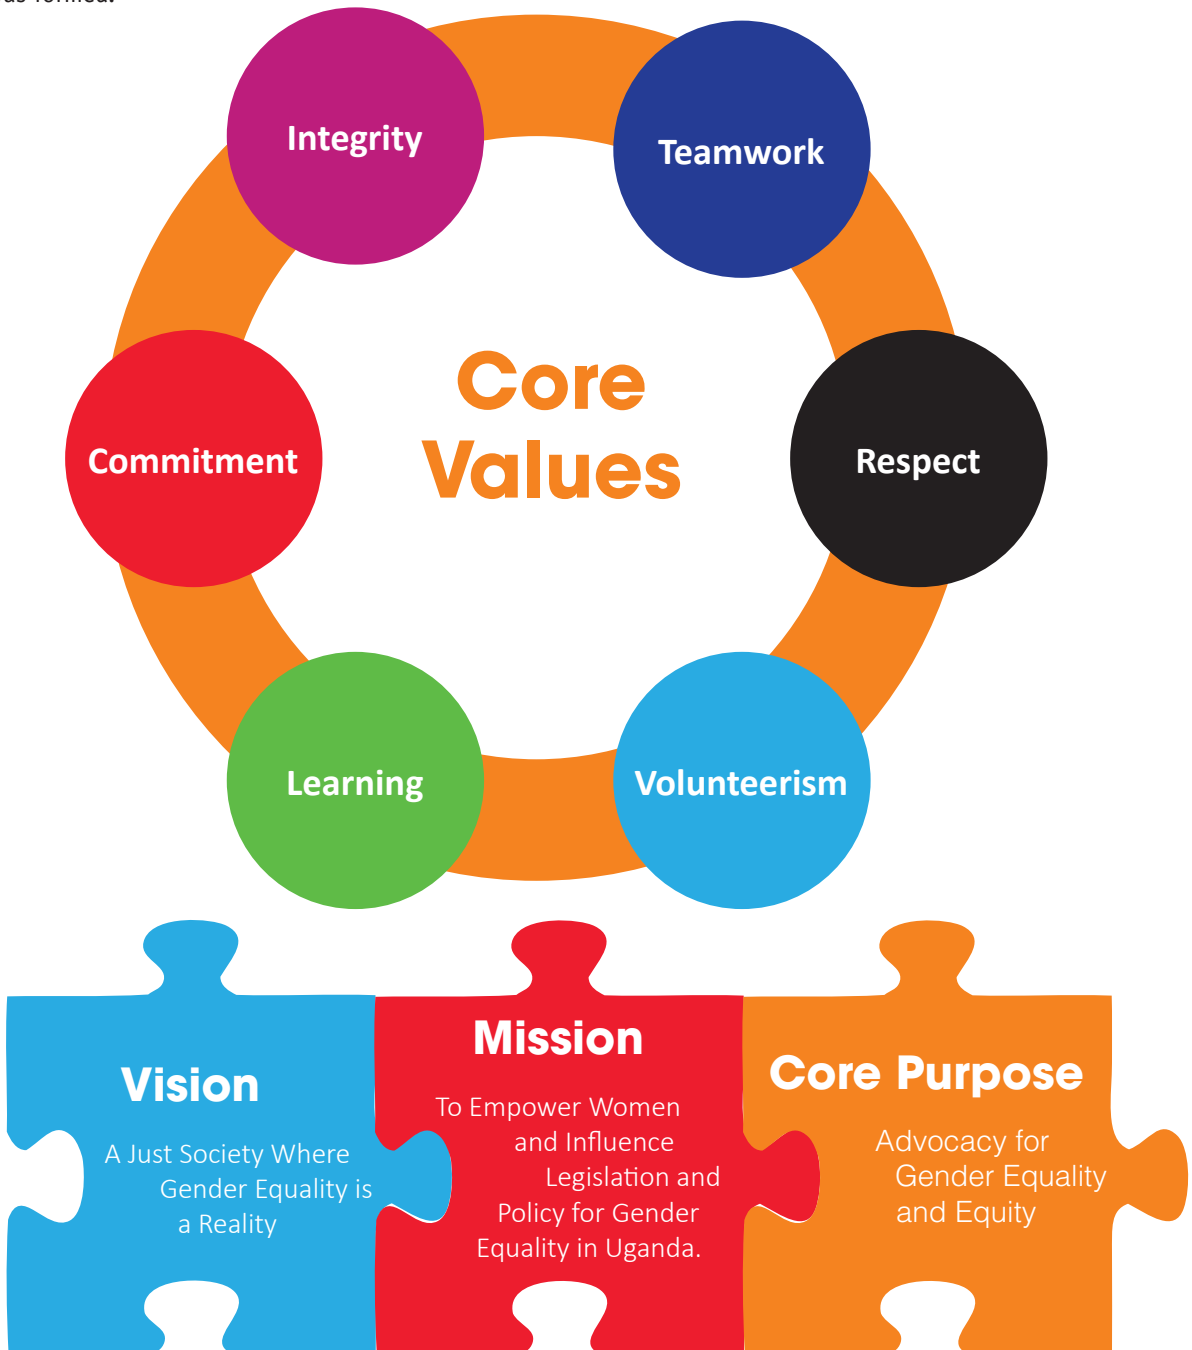 Integrity
Teamwork
Core
Values
Commitment
Respect
Learning
Volunteerism
Vision
A Just Society Where
Gender Equality is
a Reality
Mission
To Empower Women
and Influence
Legislation and
Policy for Gender
Equality in Uganda.
Core Purpose
Advocacy for
Gender Equality
and Equity